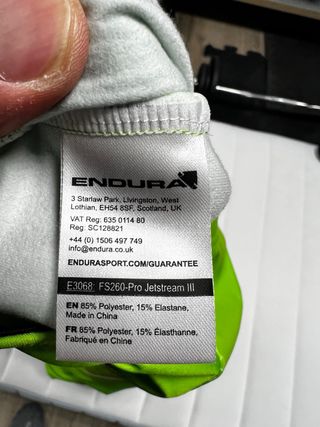 ENDURA
3 Starlaw Park, Livingston, West
Lothian, EH54 8SF, Scotland, UK
VAT Reg: 635 0114 80
Reg: SC128821
+44 (0) 1506 497 749
info@endura.co.uk
ENDURASPORT.COM/GUARANTEE
E3068: FS260-Pro Jetstream III
EN 85% Polyester, 15% Elastane,
Made in China
FR 85% Polyester, 15% Élasthanne,
Fabriqué en Chine